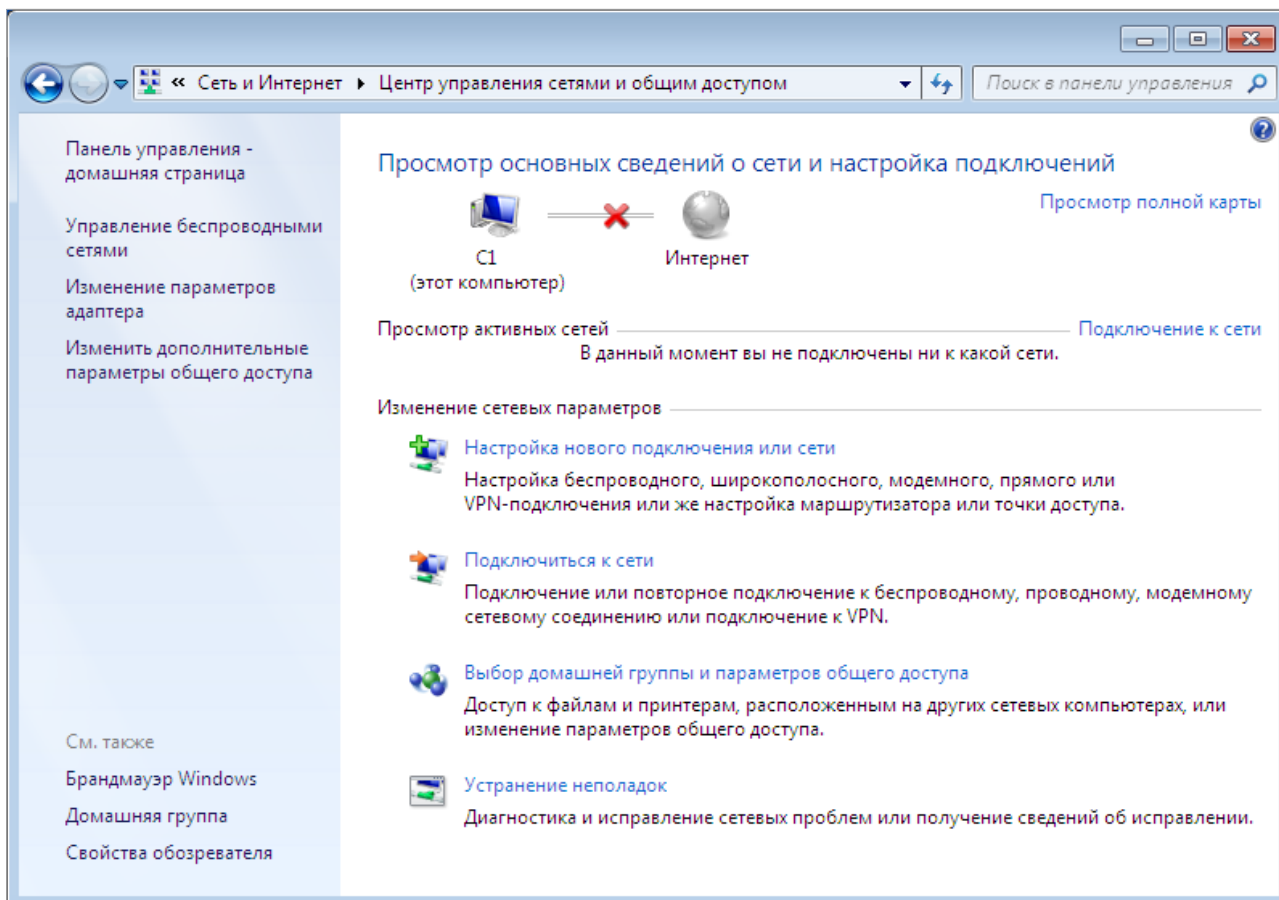 « Сеть и Интернет ▸ Центр управления сетями и общим доступом
Поиск в панели управления
Панель управления -
домашняя страница
Управление беспроводными
сетями
Изменение параметров
адаптера
Изменить дополнительные
параметры общего доступа
См. также
Брандмауэр Windows
Домашняя группа
Свойства обозревателя
Просмотр основных сведений о сети и настройка подключений
Просмотр полной карты
C1
(этот компьютер)
Интернет
Просмотр активных сетей
Подключение к сети
В данный момент вы не подключены ни к какой сети.
Изменение сетевых параметров
Настройка нового подключения или сети
Настройка беспроводного, широкополосного, модемного, прямого или
VPN-подключения или же настройка маршрутизатора или точки доступа.
Подключиться к сети
Подключение или повторное подключение к беспроводному, проводному, модемному
сетевому соединению или подключение к VPN.
Выбор домашней группы и параметров общего доступа
Доступ к файлам и принтерам, расположенным на других сетевых компьютерах, или
изменение параметров общего доступа.
Устранение неполадок
Диагностика и исправление сетевых проблем или получение сведений об исправлении.